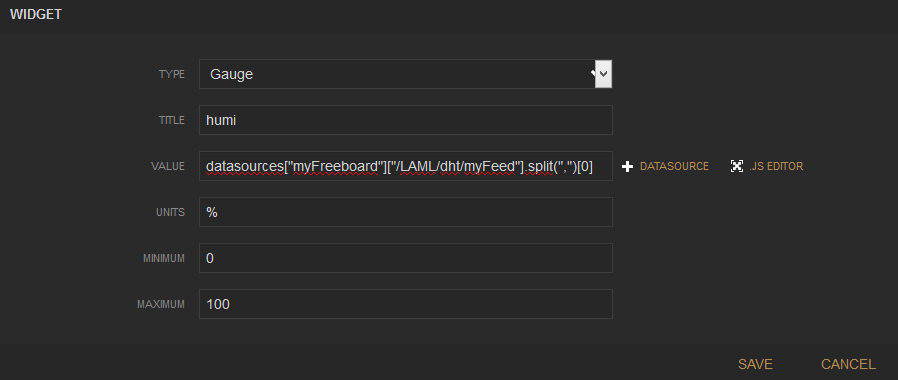 WIDGET
TYPE Gauge
TITLE humi
VALUE datasources["myFreeboard"]["/LAML/dht/myFeed"].split(",")[0] DATASOURCE .JS EDITOR
UNITS %
MINIMUM 0
MAXIMUM 100
SAVE CANCEL